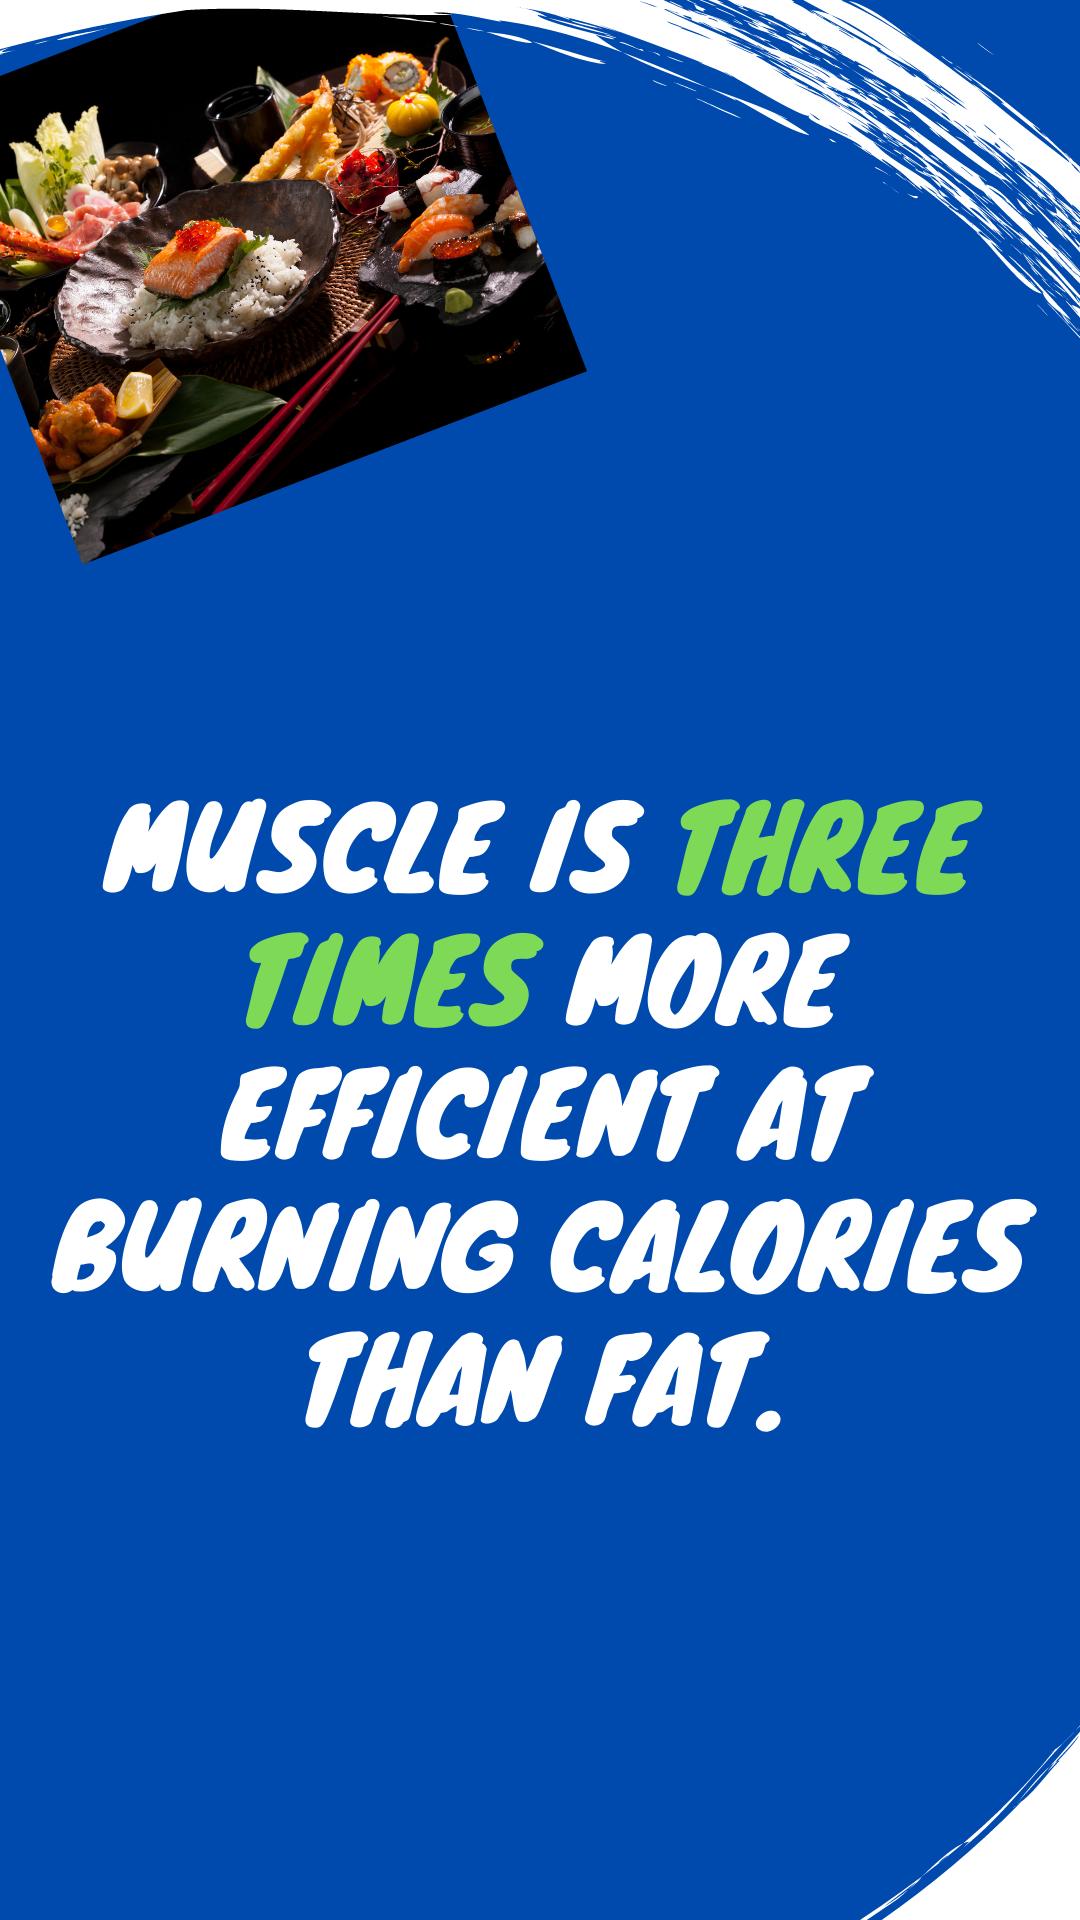 MUSCLE IS THREE
TIMES MORE
EFFICIENT AT
BURNING CALORIES
THAN FAT.